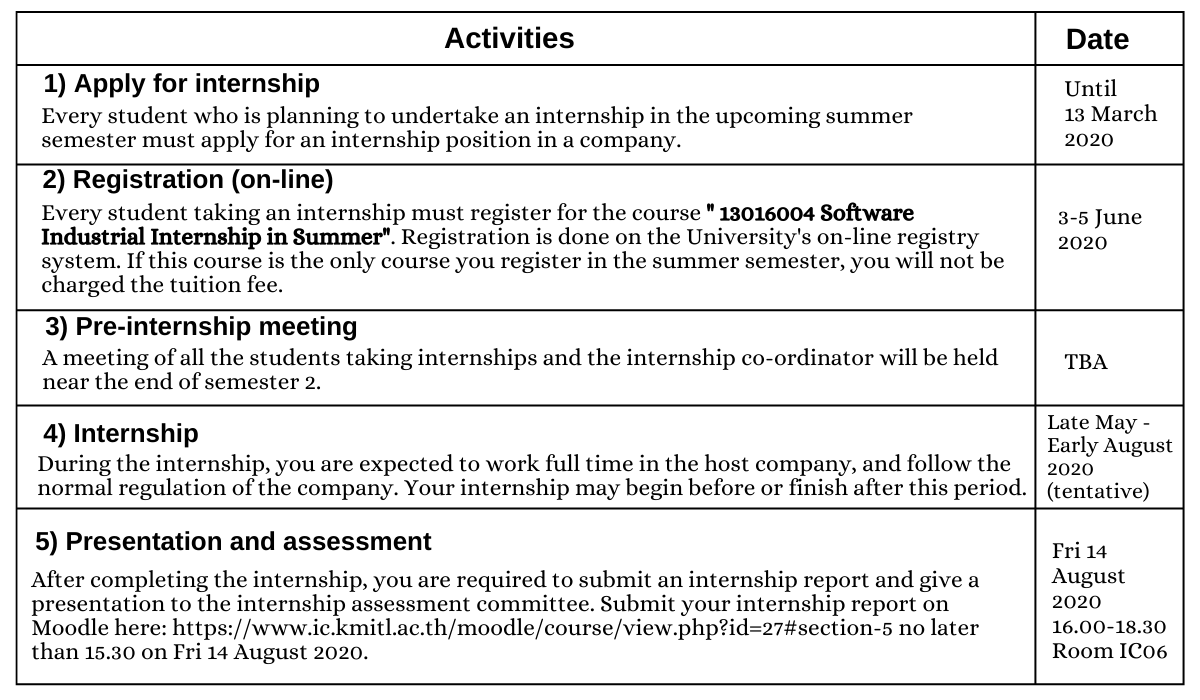 Activities
Date
1) Apply for internship
Every student who is planning to undertake an internship in the upcoming summer
semester must apply for an internship position in a company.
Until
13 March
2020
2) Registration (on-line)
Every student taking an internship must register for the course " 13016004 Software
Industrial Internship in Summer". Registration is done on the University's on-line registry
system. If this course is the only course you register in the summer semester, you will not be
charged the tuition fee.
3-5 June
2020
3) Pre-internship meeting
A meeting of all the students taking internships and the internship co-ordinator will be held
near the end of semester 2.
TBA
4) Internship
During the internship, you are expected to work full time in the host company, and follow the
normal regulation of the company. Your internship may begin before or finish after this period.
Late May -
Early August
2020
(tentative)
5) Presentation and assessment
After completing the internship, you are required to submit an internship report and give a
presentation to the internship assessment committee. Submit your internship report on
Moodle here: https://www.ic.kmitl.ac.th/moodle/course/view.php?id=27#section-5 no later
than 15.30 on Fri 14 August 2020.
Fri 14
August
2020
16.00-18.30
Room IC06